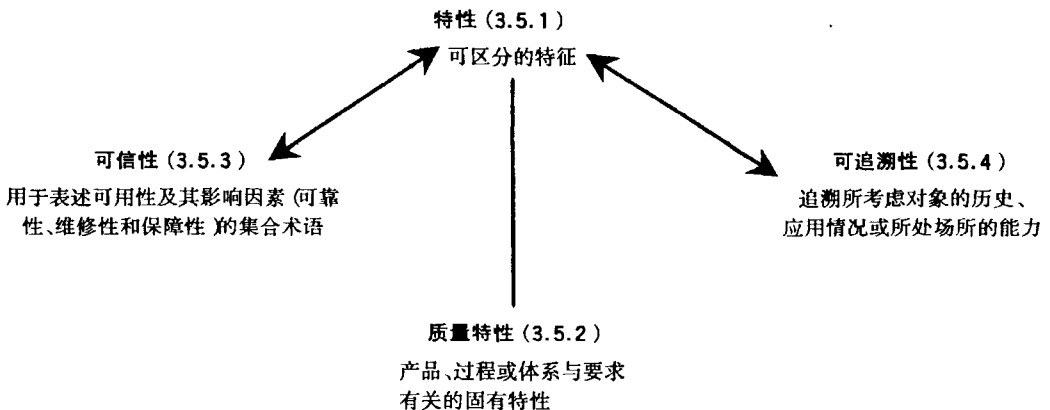 特性 (3.5.1)
可区分的特征
可信性 (3.5.3)
用于表述可用性及其影响因素 (可靠
性、维修性和保障性 )的集合术语
可追溯性 (3.5.4)
追溯所考虑对象的历史、
应用情况或所处场所的能力
质量特性 (3.5.2)
产品、过程或体系与要求
有关的固有特性